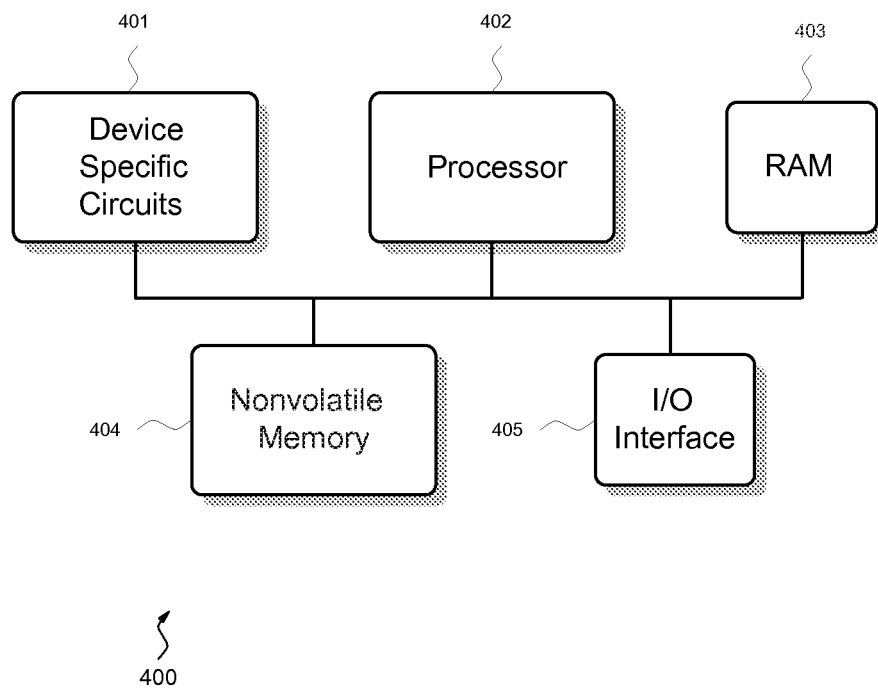 401
402
403
Device
Specific
Circuits
Processor
RAM
Nonvolatile
Memory
404
I/O
Interface
405
400